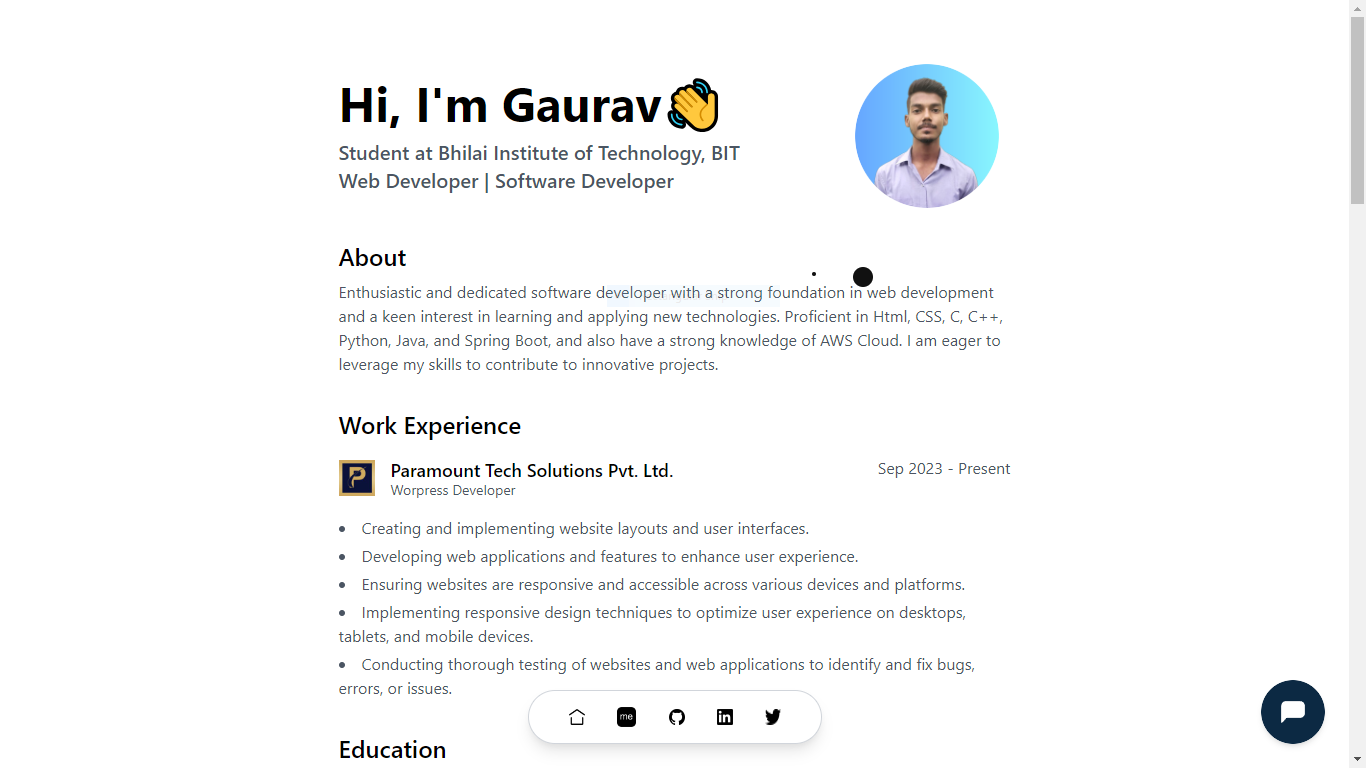 Hi, I'm Gaurav👋
Student at Bhilai Institute of Technology, BIT
Web Developer | Software Developer
About
Enthusiastic and dedicated software developer with a strong foundation in web development
and a keen interest in learning and applying new technologies. Proficient in Html, CSS, C, C++,
Python, Java, and Spring Boot, and also have a strong knowledge of AWS Cloud. I am eager to
leverage my skills to contribute to innovative projects.
Work Experience
P
Paramount Tech Solutions Pvt. Ltd.
Sep 2023 - Present
Worpress Developer
• Creating and implementing website layouts and user interfaces.
• Developing web applications and features to enhance user experience.
• Ensuring websites are responsive and accessible across various devices and platforms.
• Implementing responsive design techniques to optimize user experience on desktops,
tablets, and mobile devices.
• Conducting thorough testing of websites and web applications to identify and fix bugs,
errors, or issues.
me
in
Education